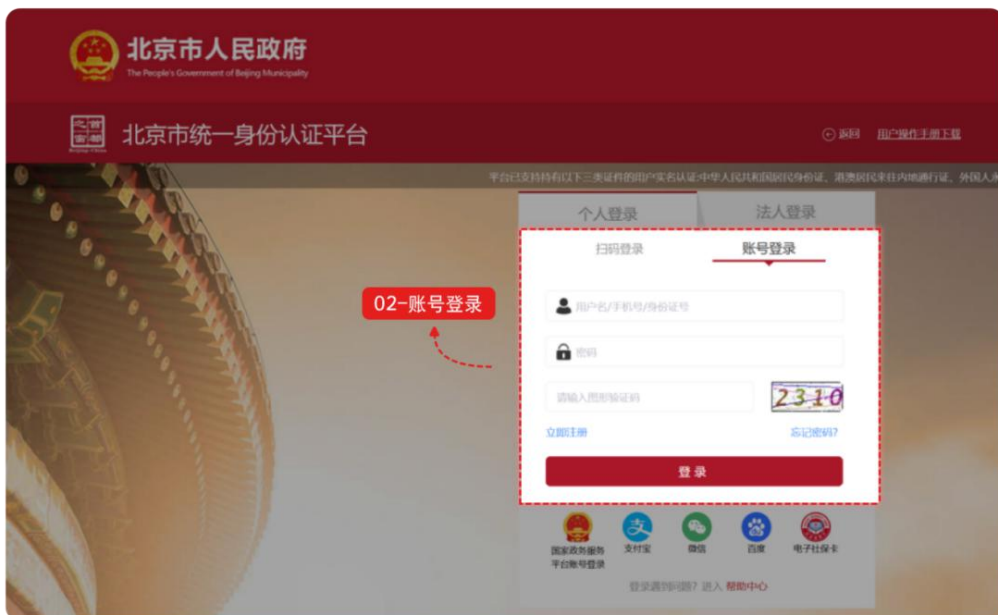 北京市人民政府
The People's Government of Beijing Municipality
首都之窗
北京市统一身份认证平台
返回 用户操作手册下载
平台已支持持有以下三类证件的用户实名认证:中华人民共和国居民身份证、港澳居民来往内地通行证、外国人永
个人登录 法人登录
扫码登录 账号登录
02-账号登录
用户名/手机号/身份证号
密码
请输入图形验证码 2310
立即注册 忘记密码?
登 录
国家政务服务
平台账号登录
支付宝 微信 百度 电子社保卡
登录遇到问题? 进入 帮助中心